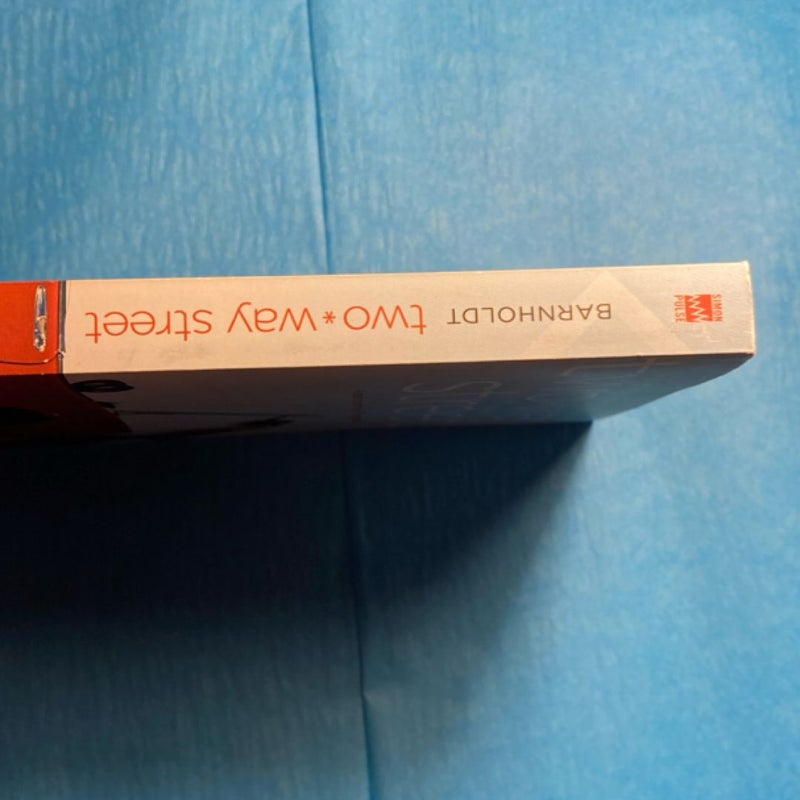 SIMON
PULSE
BARNHOLDT
two*way street